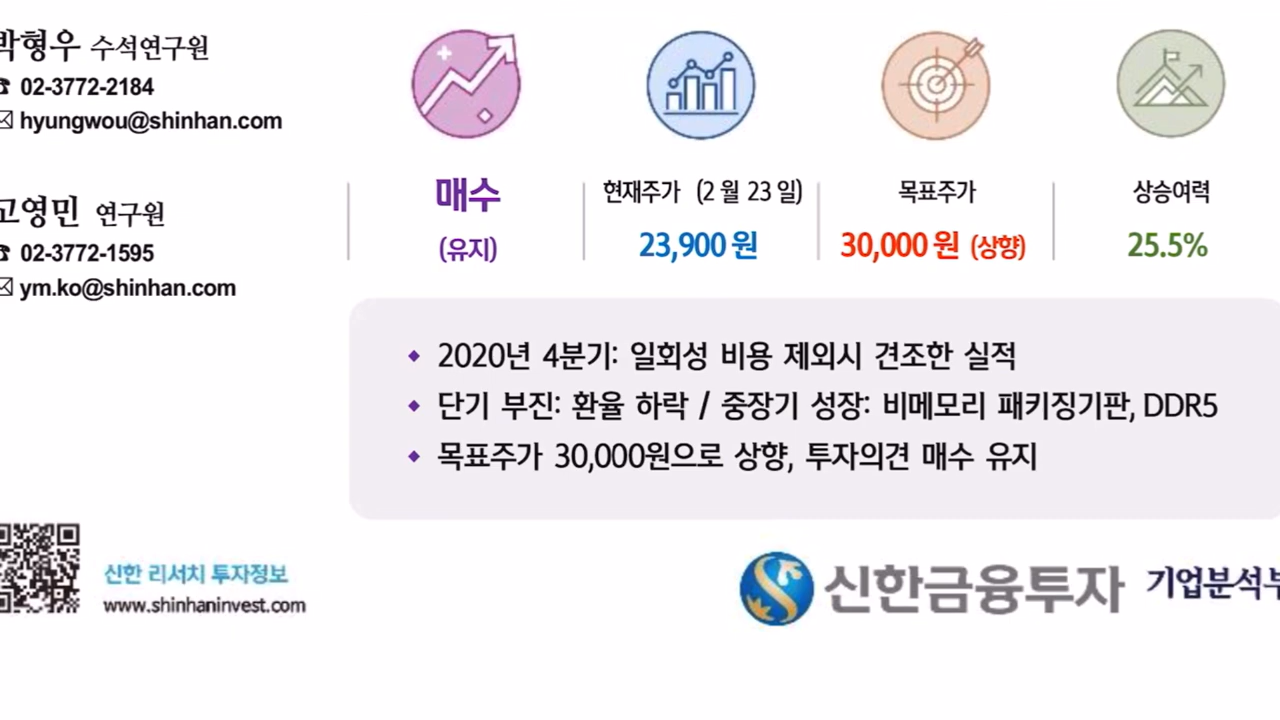 박형우 수석연구원
☎ 02-3772-2184
✉ hyungwou@shinhan.com
고영민 연구원
☎ 02-3772-1595
✉ ym.ko@shinhan.com
매수
(유지)
현재주가 (2월 23일)
23,900 원
목표주가
30,000 원 (상향)
상승여력
25.5%
◆ 2020년 4분기: 일회성 비용 제외시 견조한 실적
◆ 단기 부진: 환율 하락 / 중장기 성장: 비메모리 패키징기판, DDR5
◆ 목표주가 30,000원으로 상향, 투자의견 매수 유지
신한 리서치 투자정보
www.shinhaninvest.com
신한금융투자 기업분석부